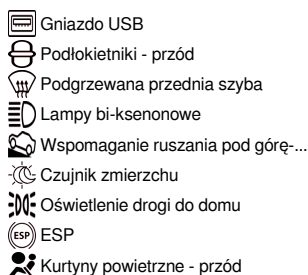 Gniazdo USB
Podłokietniki - przód
Podgrzewana przednia szyba
Lampy bi-ksenonowe
Wspomaganie ruszania pod górę-...
Czujnik zmierzchu
Oświetlenie drogi do domu
ESP ESP
Kurtyny powietrzne - przód